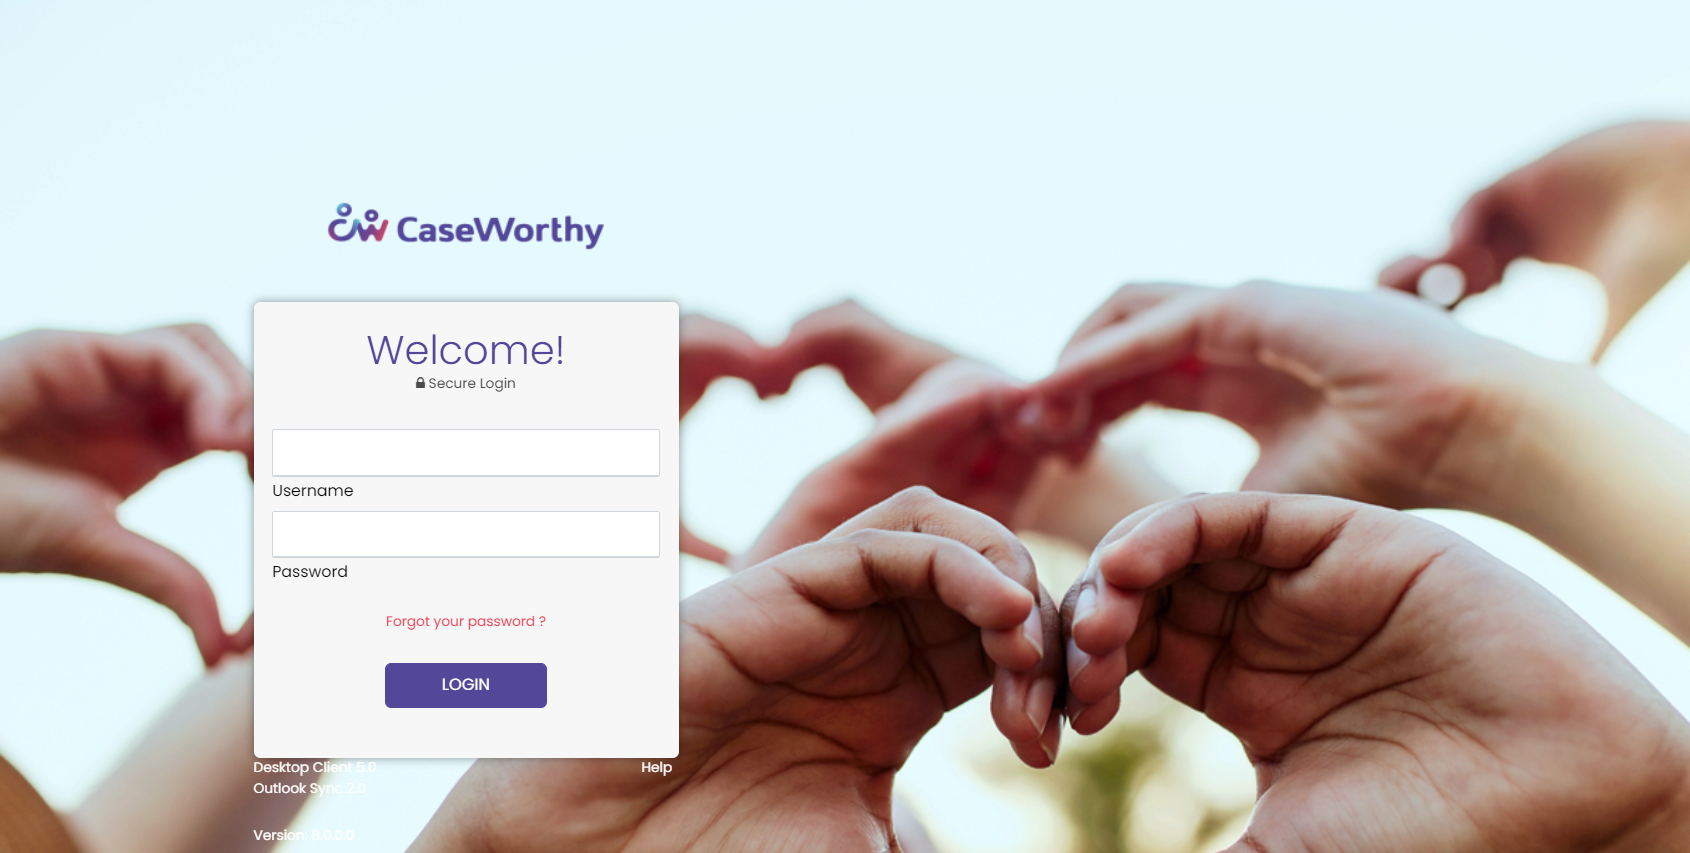 CaseWorthy
Welcome!
Secure Login
Username
Password
Forgot your password ?
LOGIN
Desktop Client 5.0
Help
Outlook Sync 2.0
Version: 8.0.0.0